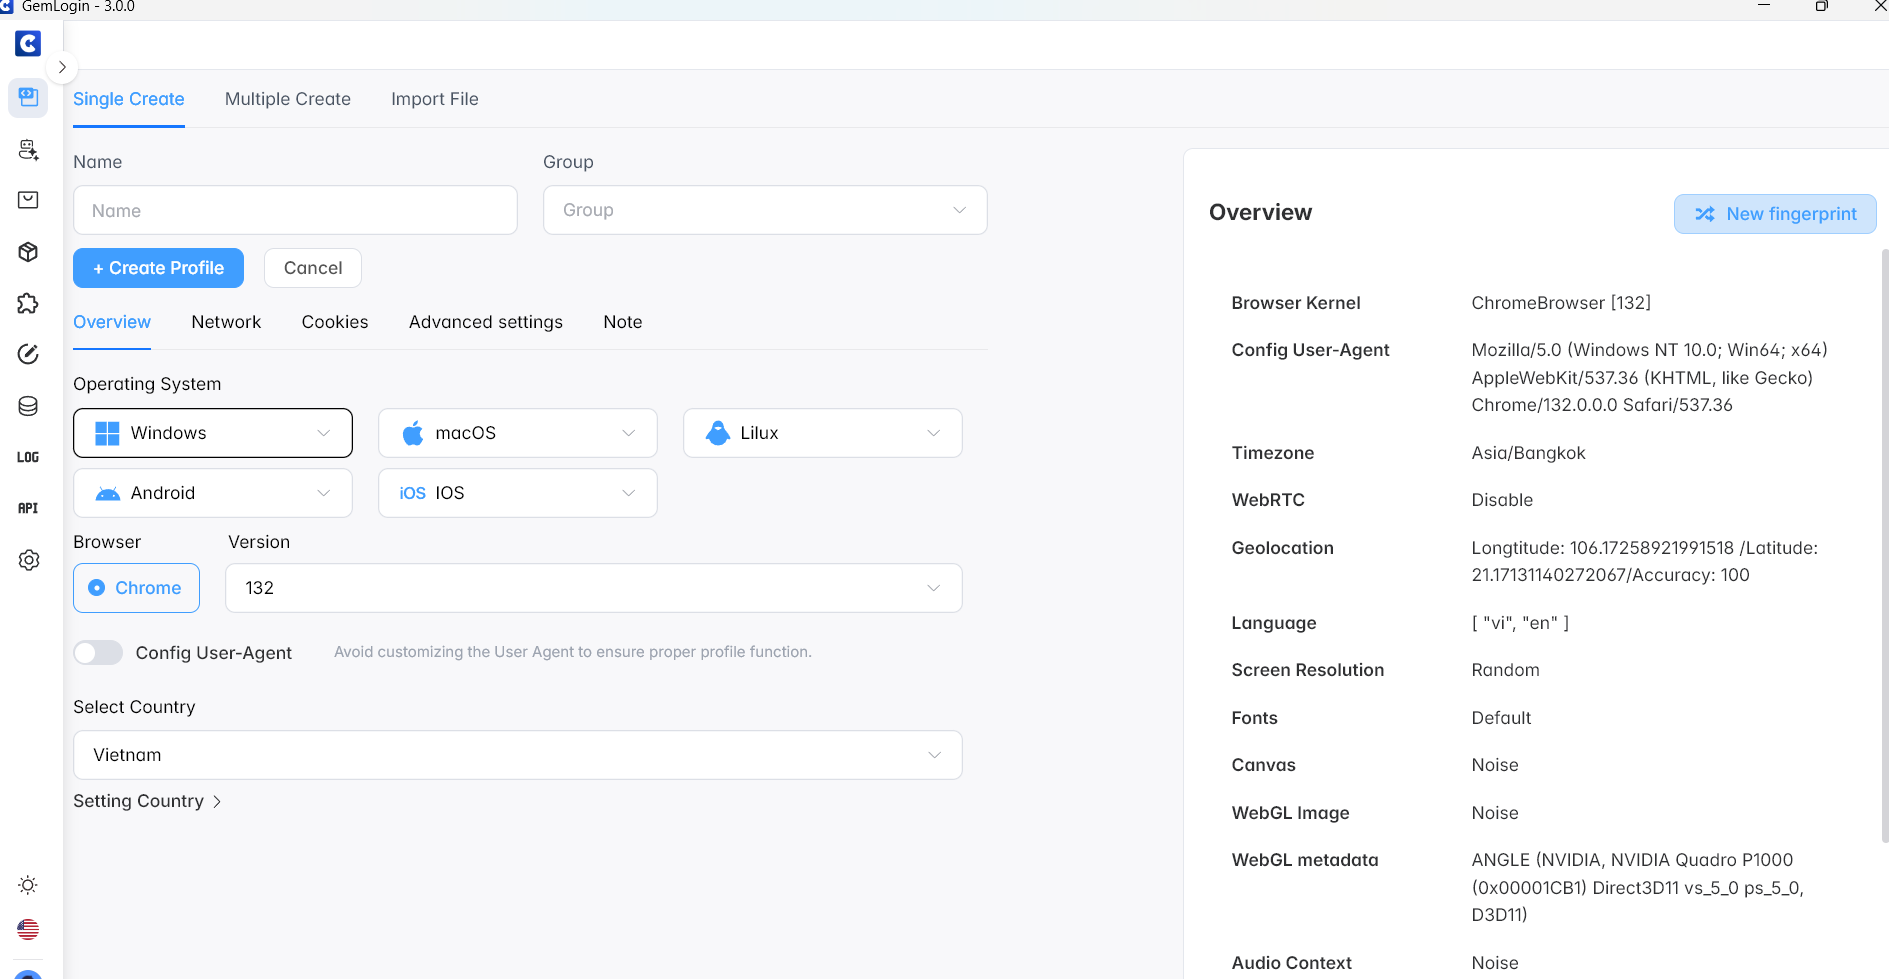 GemLogin - 3.0.0
Single Create
Multiple Create
Import File
Name
Group
Name
Group
+ Create Profile
Cancel
Overview
Network
Cookies
Advanced settings
Note
Operating System
Windows
macOS
Lilux
Android
iOS IOS
Browser
Version
Chrome
132
Config User-Agent
Avoid customizing the User Agent to ensure proper profile function.
Select Country
Vietnam
Setting Country
LOG
API
Overview
New fingerprint
Browser Kernel
ChromeBrowser [132]
Config User-Agent
Mozilla/5.0 (Windows NT 10.0; Win64; x64)
AppleWebKit/537.36 (KHTML, like Gecko)
Chrome/132.0.0.0 Safari/537.36
Timezone
Asia/Bangkok
WebRTC
Disable
Geolocation
Longtitude: 106.17258921991518 /Latitude:
21.17131140272067/Accuracy: 100
Language
[ "vi", "en" ]
Screen Resolution
Random
Fonts
Default
Canvas
Noise
WebGL Image
Noise
WebGL metadata
ANGLE (NVIDIA, NVIDIA Quadro P1000
(0x00001CB1) Direct3D11 vs_5_0 ps_5_0,
D3D11)
Audio Context
Noise